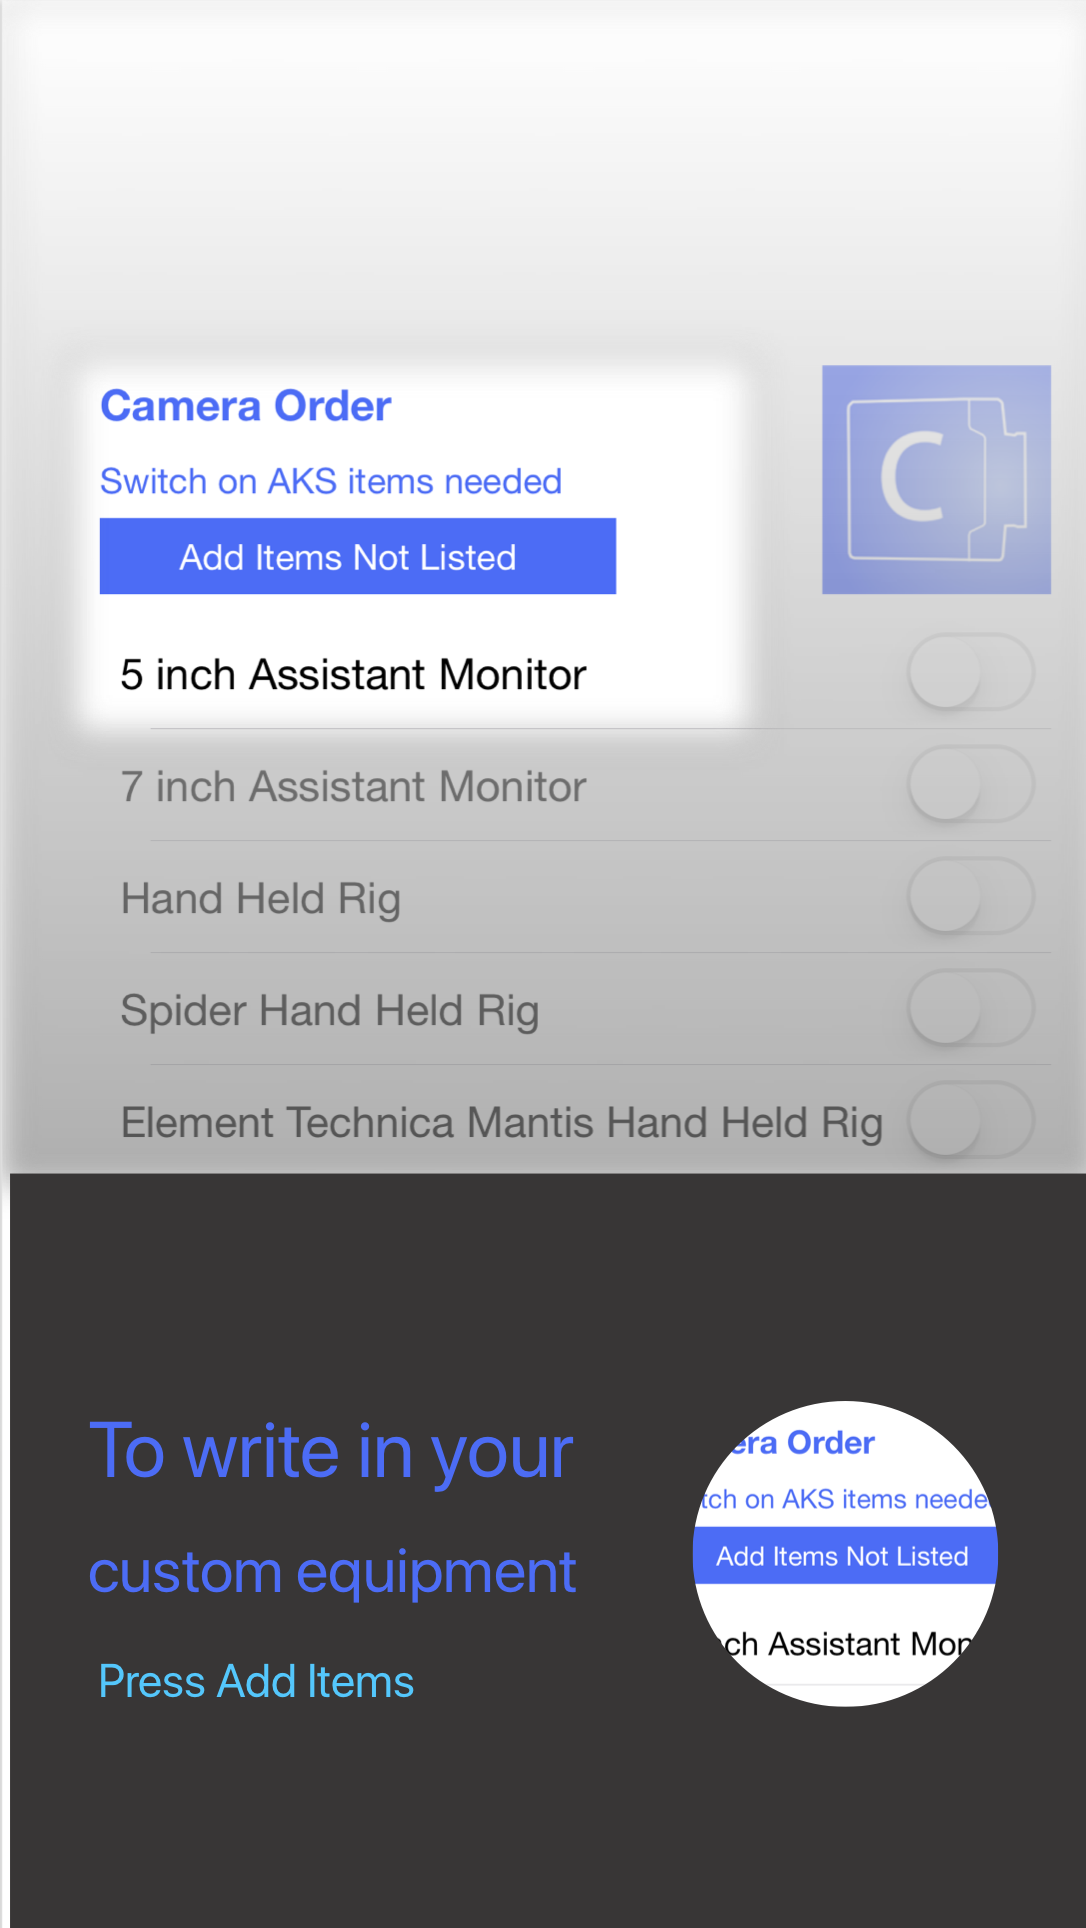 Camera Order
Switch on AKS items needed
Add Items Not Listed
C
5 inch Assistant Monitor
7 inch Assistant Monitor
Hand Held Rig
Spider Hand Held Rig
Element Technica Mantis Hand Held Rig
To write in your
custom equipment
Press Add Items
era Order
tch on AKS items neede
Add Items Not Listed
ch Assistant Mon